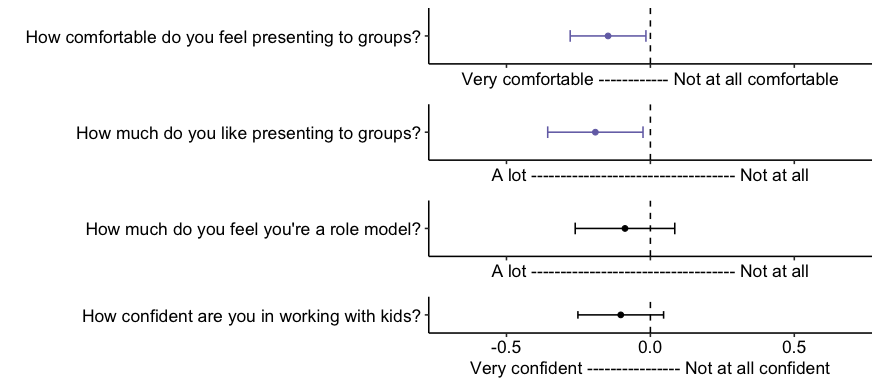 How comfortable do you feel presenting to groups?
Very comfortable ------------ Not at all comfortable
How much do you like presenting to groups?
A lot ----------------------------------- Not at all
How much do you feel you're a role model?
A lot ----------------------------------- Not at all
How confident are you in working with kids?
-0.5 0.0 0.5
Very confident ---------------- Not at all confident